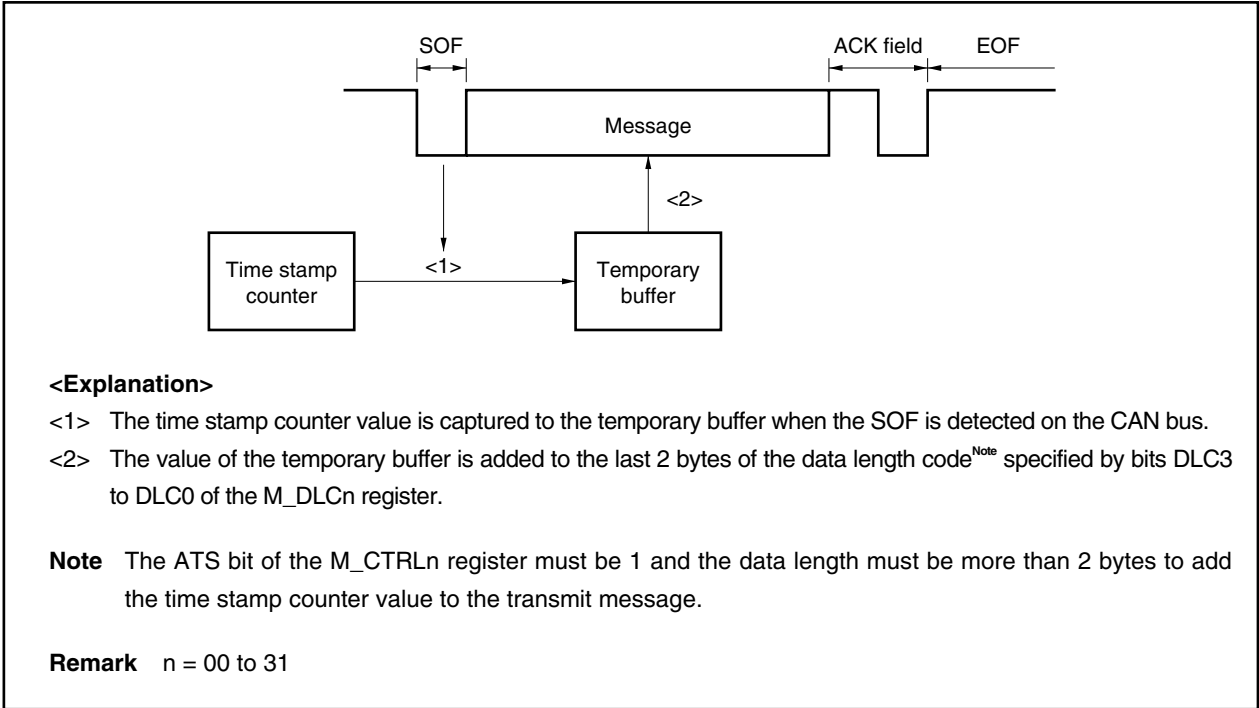 SOF
ACK field
EOF
Message
<2>
Time stamp
counter
<1>
Temporary
buffer
<Explanation>
<1> The time stamp counter value is captured to the temporary buffer when the SOF is detected on the CAN bus.
<2> The value of the temporary buffer is added to the last 2 bytes of the data length codeNote specified by bits DLC3
to DLC0 of the M_DLCn register.
Note The ATS bit of the M_CTRLn register must be 1 and the data length must be more than 2 bytes to add
the time stamp counter value to the transmit message.
Remark n = 00 to 31